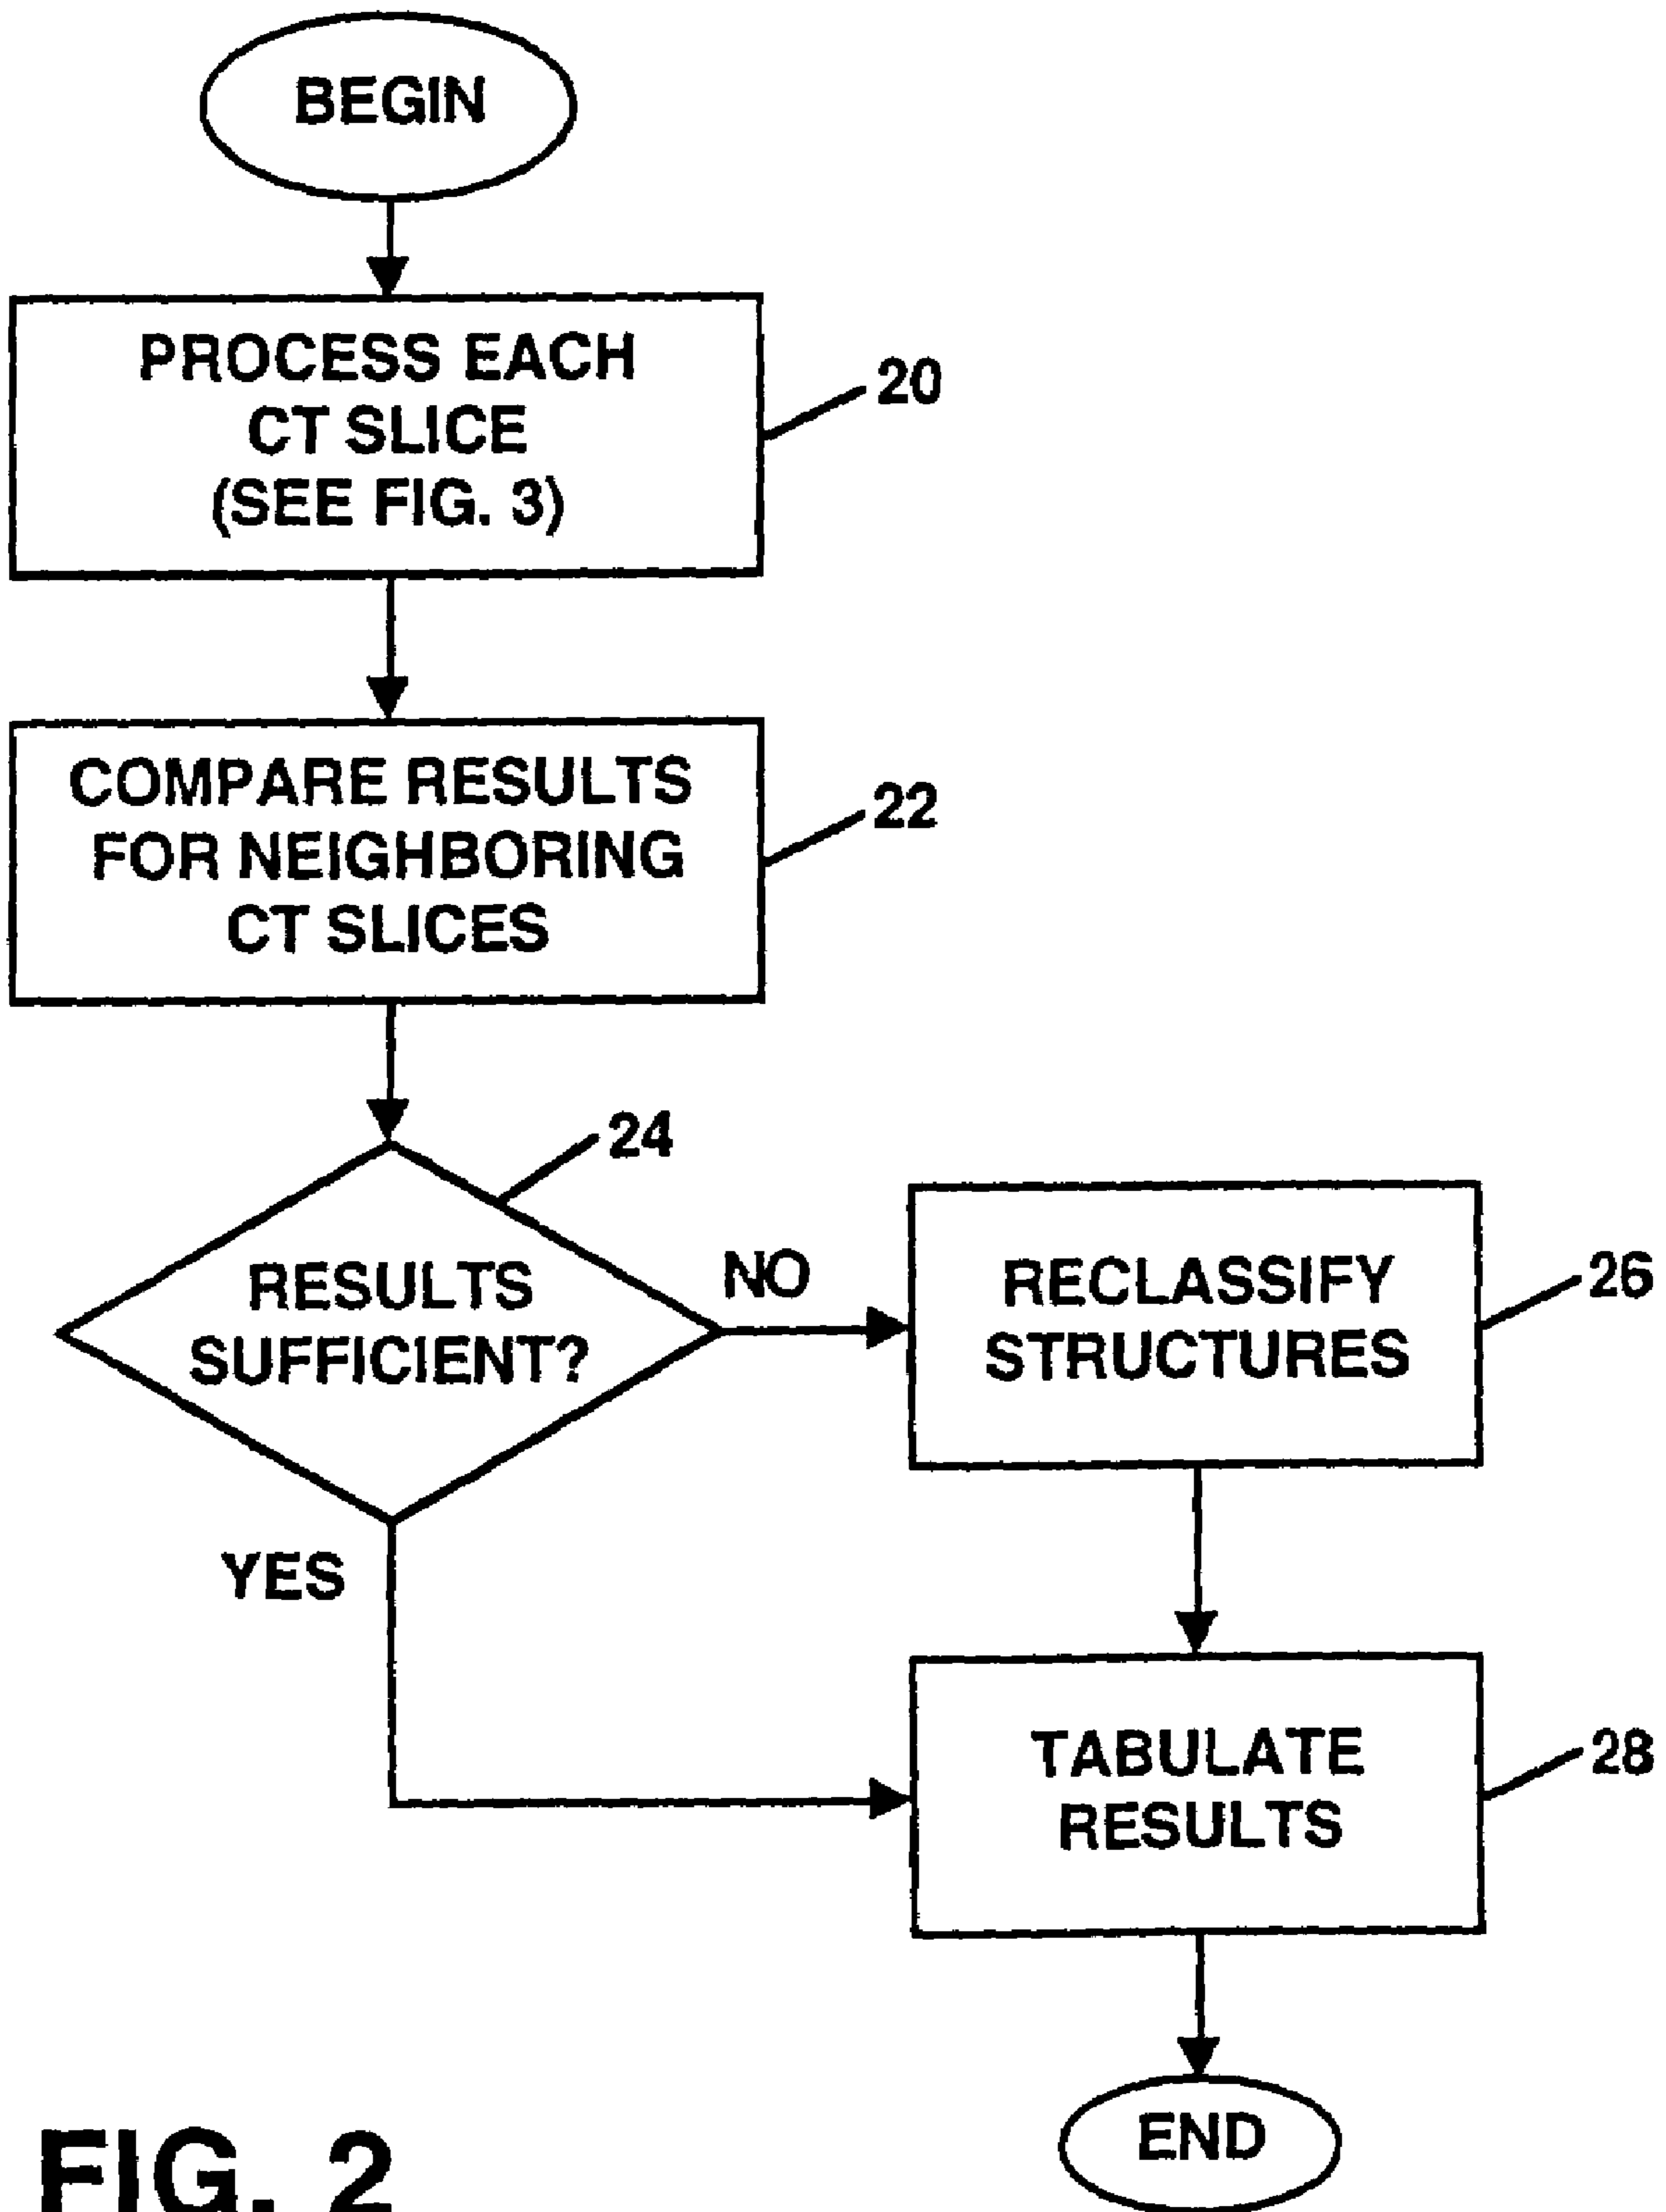 BEGIN
PROCESS EACH
CT SLICE
(SEE FIG. 3)
20
COMPARE RESULTS
FOR NEIGHBORING
CT SLICES
22
24
RESULTS
SUFFICIENT?
NO
YES
RECLASSIFY
STRUCTURES
26
TABULATE
RESULTS
28
END
FIG. 2